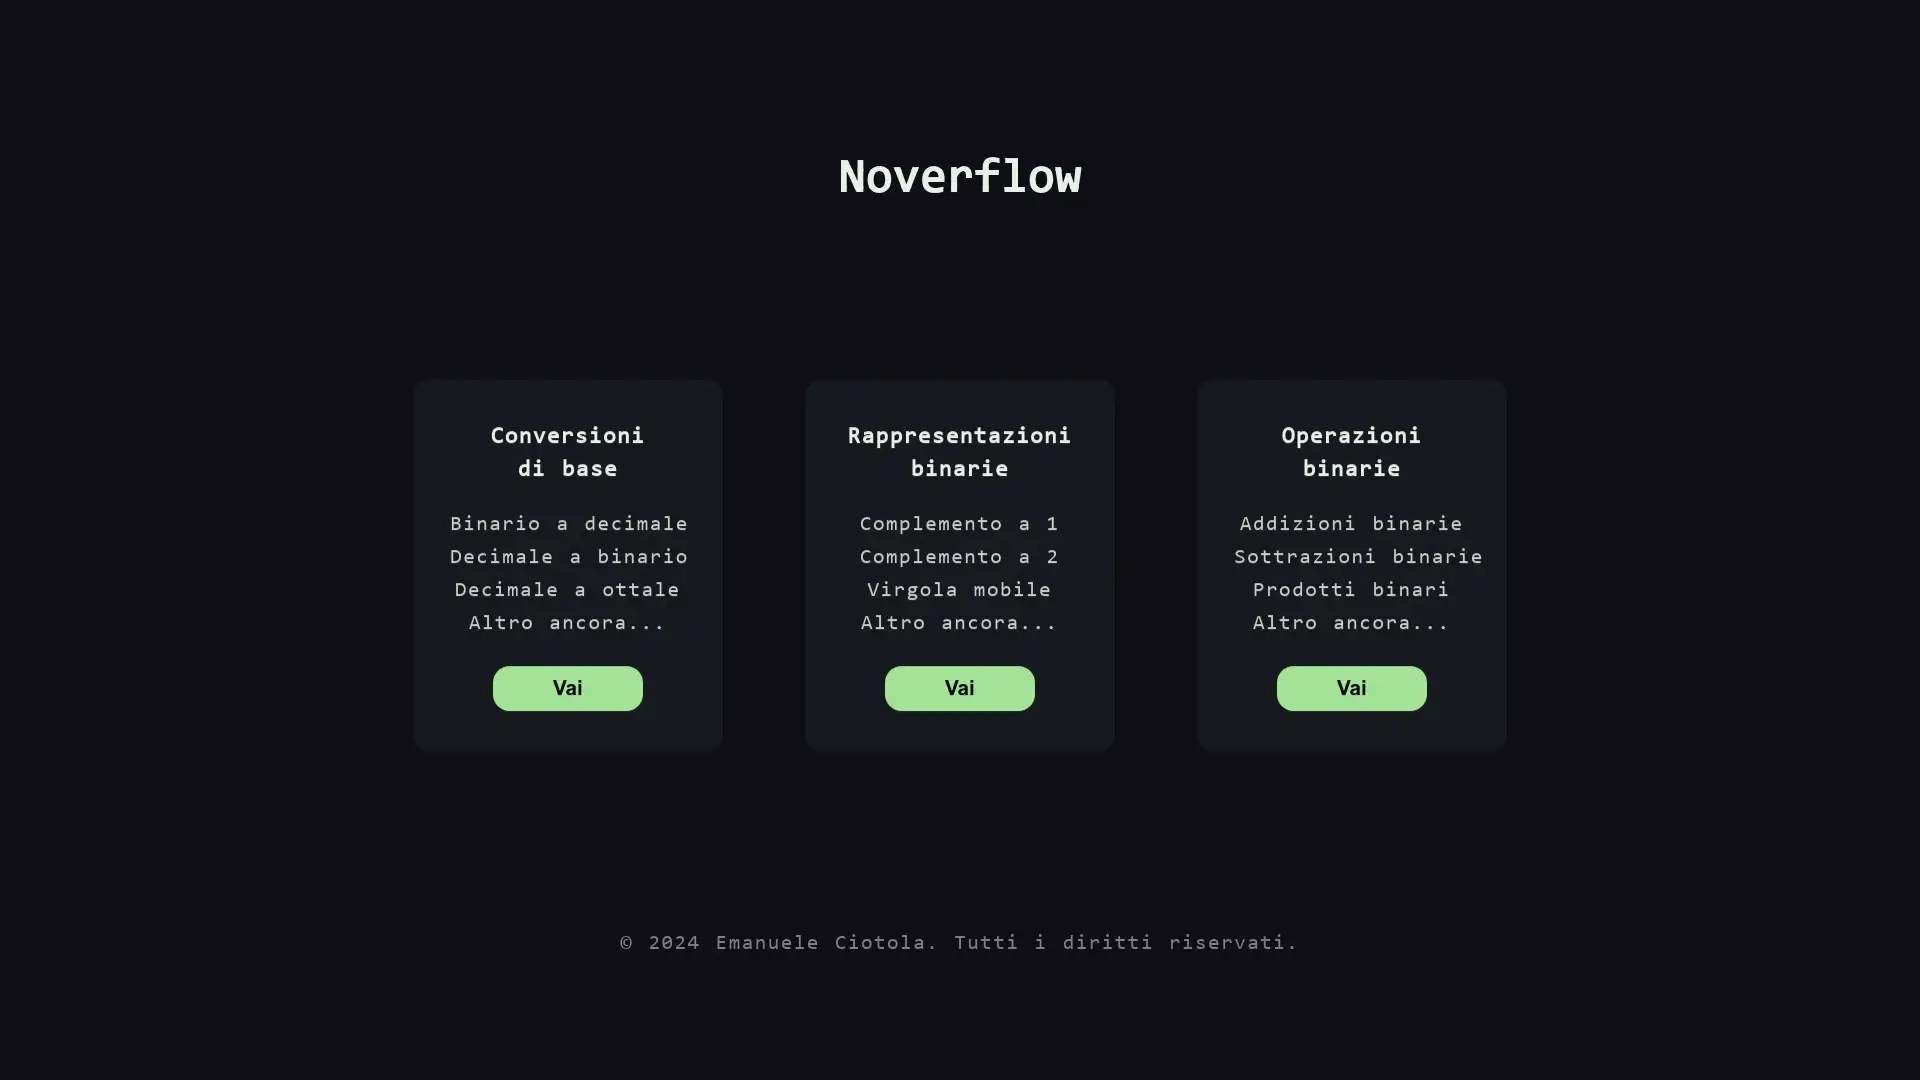 Noverflow
Conversioni
di base
Binario a decimale
Decimale a binario
Decimale a ottale
Altro ancora...
Vai
Rappresentazioni
binarie
Complemento a 1
Complemento a 2
Virgola mobile
Altro ancora...
Vai
Operazioni
binarie
Addizioni binarie
Sottrazioni binarie
Prodotti binari
Altro ancora...
Vai
© 2024 Emanuele Ciotola. Tutti i diritti riservati.